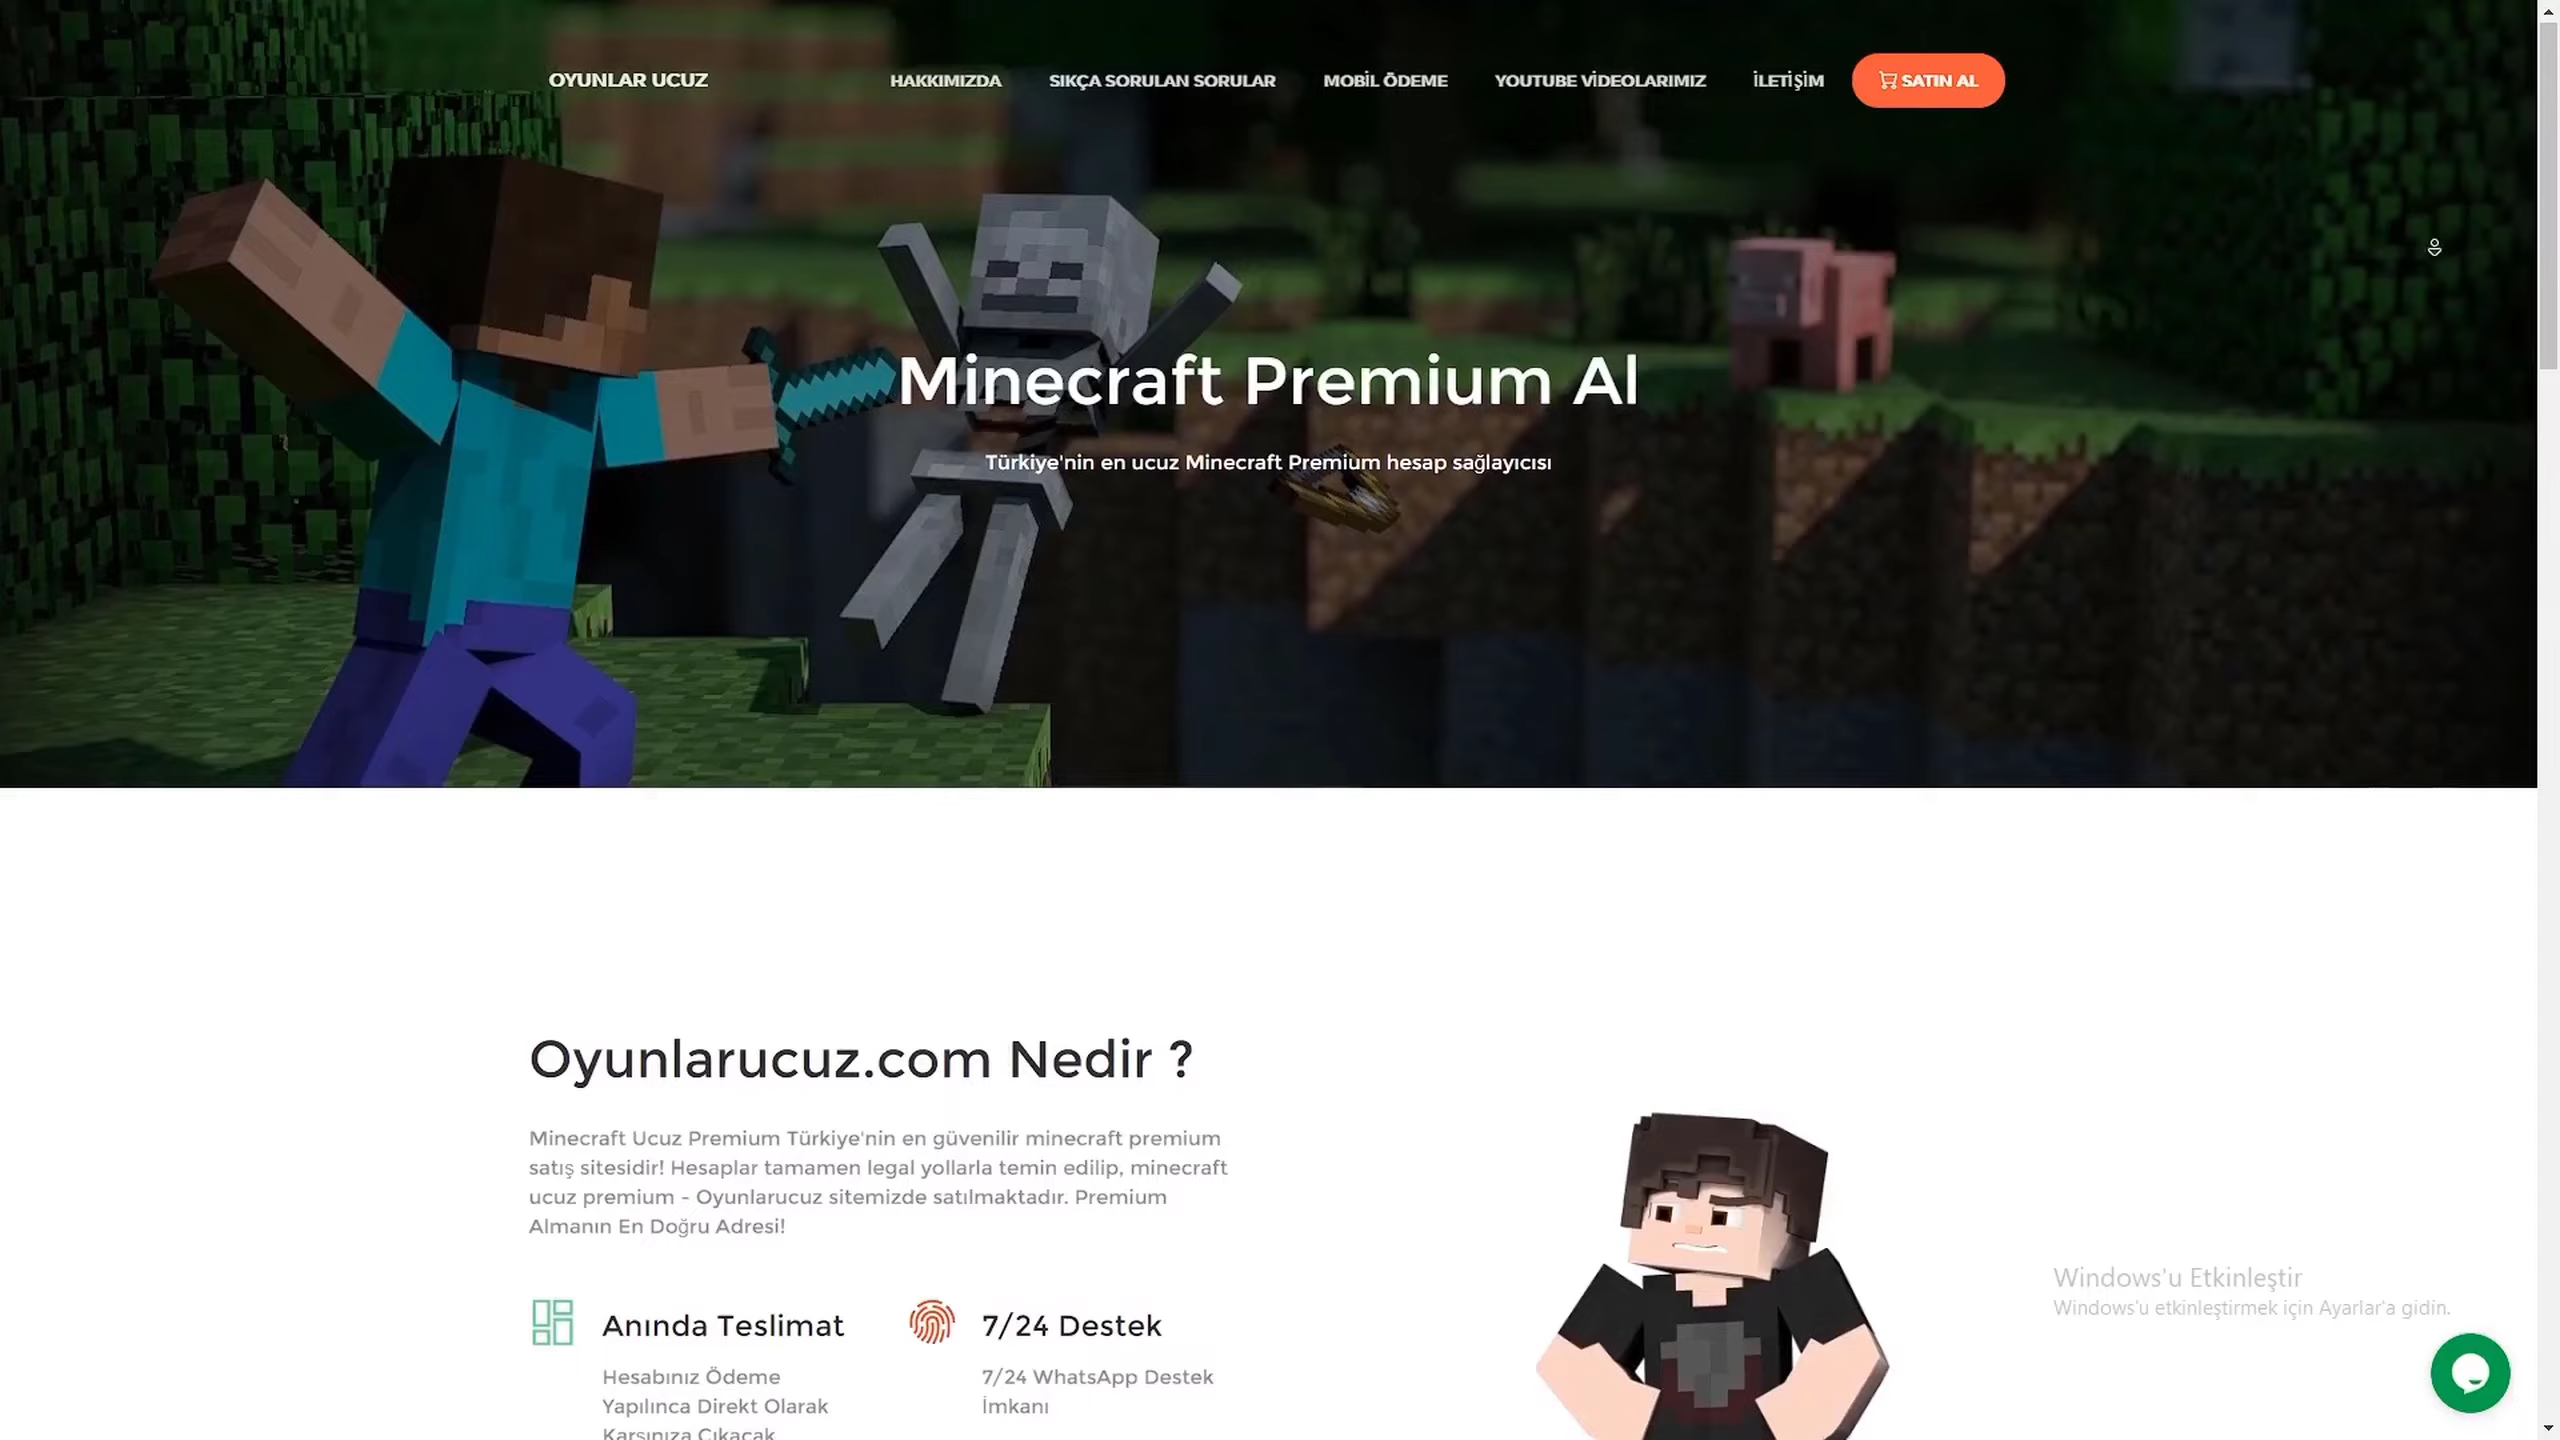 OYUNLAR UCUZ
HAKKIMIZDA
SIKÇA SORULAN SORULAR
MOBİL ÖDEME
YOUTUBE VİDEOLARIMIZ
İLETİŞİM
SATIN AL
Minecraft Premium Al
Türkiye'nin en ucuz Minecraft Premium hesap sağlayıcısı
Oyunlarucuz.com Nedir ?
Minecraft Ucuz Premium Türkiye'nin en güvenilir minecraft premium
satış sitesidir! Hesaplar tamamen legal yollarla temin edilip, minecraft
ucuz premium - Oyunlarucuz sitemizde satılmaktadır. Premium
Almanın En Doğru Adresi!
Anında Teslimat
Hesabınız Ödeme
Yapılınca Direkt Olarak
Karşınıza Çıkacak
7/24 Destek
7/24 WhatsApp Destek
İmkanı
Windows'u Etkinleştir
Windows'u etkinleştirmek için Ayarlar'a gidin.